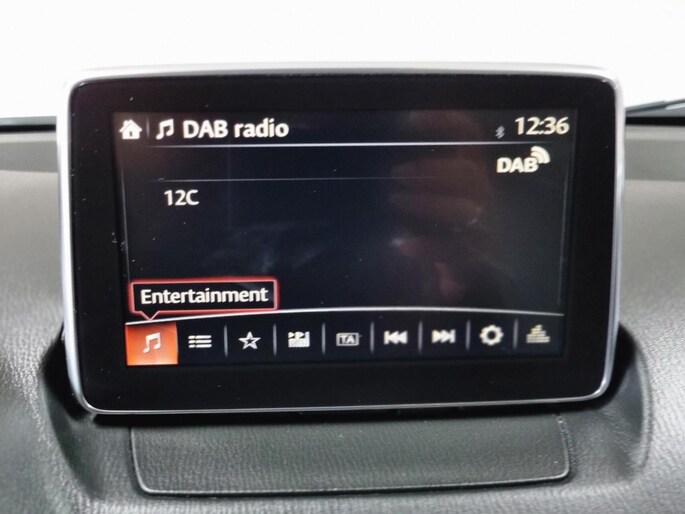 DAB radio 12:36
DAB
12C
Entertainment
TA